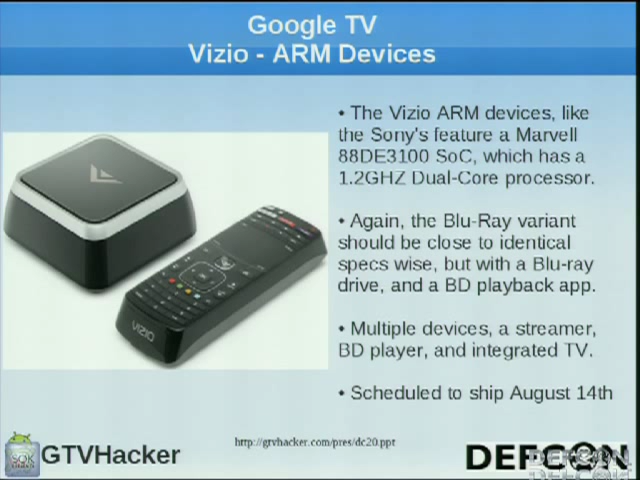 Google TV
Vizio - ARM Devices
• The Vizio ARM devices, like
the Sony's feature a Marvell
88DE3100 SoC, which has a
1.2GHZ Dual-Core processor.
• Again, the Blu-Ray variant
should be close to identical
specs wise, but with a Blu-ray
drive, and a BD playback app.
• Multiple devices, a streamer,
BD player, and integrated TV.
• Scheduled to ship August 14th
VIZIO
http://gtvhacker.com/pres/dc20.ppt
GTVHacker
DEFCON
DEFCON